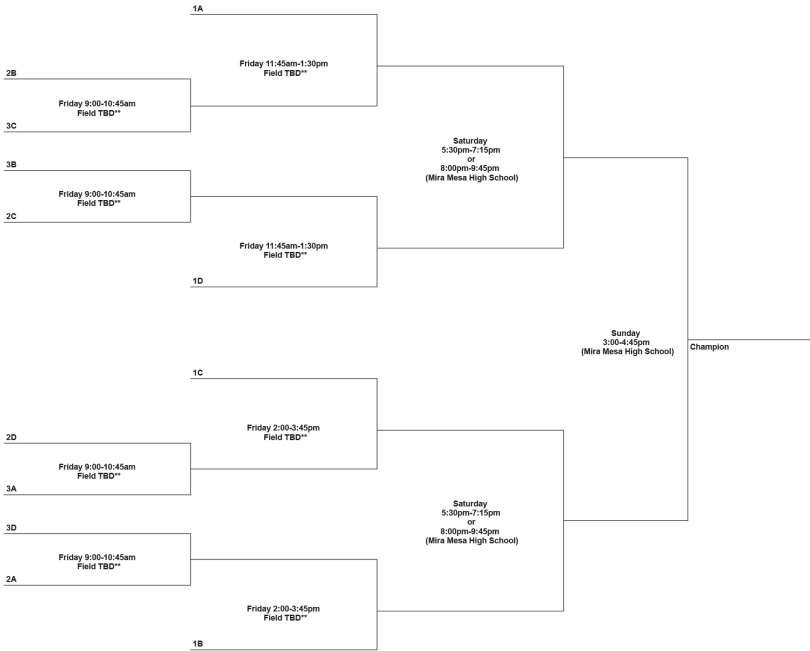 1A
Friday 11:45am-1:30pm
Field TBD**
2B
Friday 9:00-10:45am
Field TBD**
3C
Saturday
5:30pm-7:15pm
or
8:00pm-9:45pm
(Mira Mesa High School)
3B
Friday 9:00-10:45am
Field TBD**
2C
Friday 11:45am-1:30pm
Field TBD**
1D
Sunday
3:00-4:45pm
(Mira Mesa High School)
Champion
1C
Friday 2:00-3:45pm
Field TBD**
2D
Friday 9:00-10:45am
Field TBD**
3A
Saturday
5:30pm-7:15pm
or
8:00pm-9:45pm
(Mira Mesa High School)
3D
Friday 9:00-10:45am
Field TBD**
2A
Friday 2:00-3:45pm
Field TBD**
1B